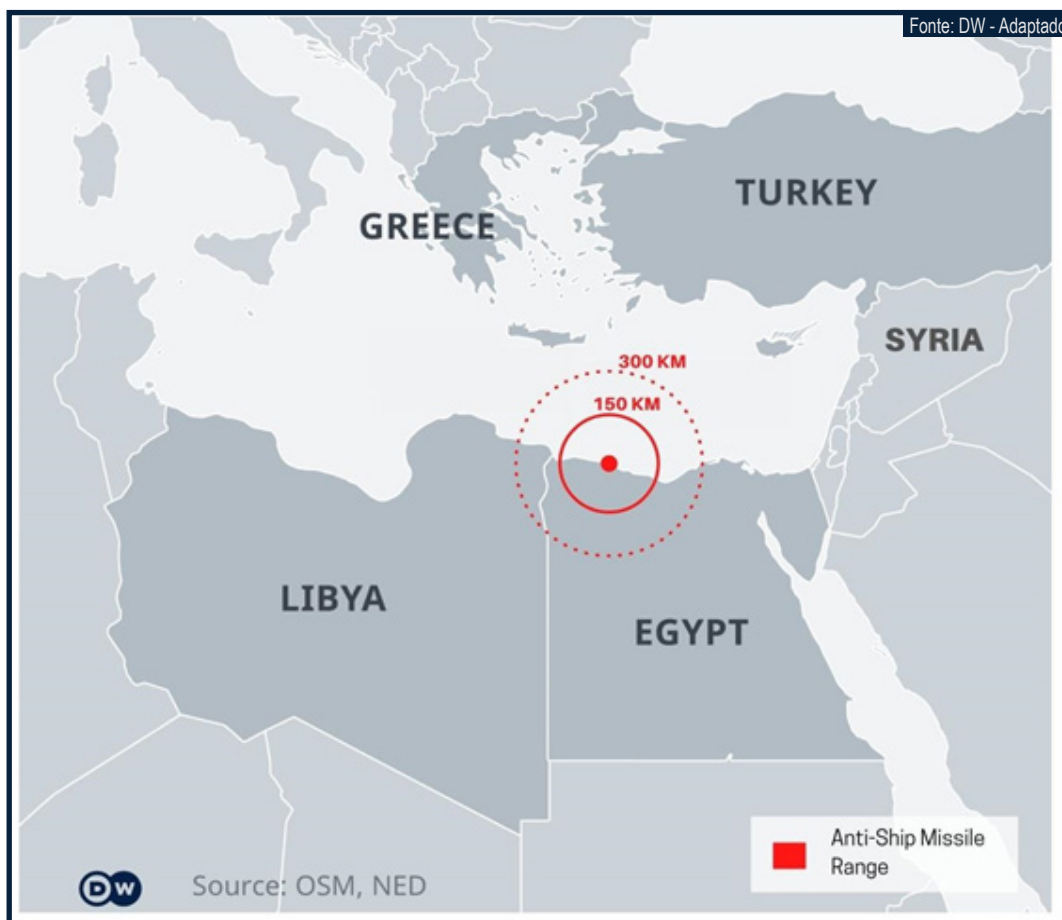 Fonte: DW - Adaptado
TURKEY
GREECE
SYRIA
300 KM
150 KM
LIBYA
EGYPT
Anti-Ship Missile
Range
DW
Source: OSM, NED